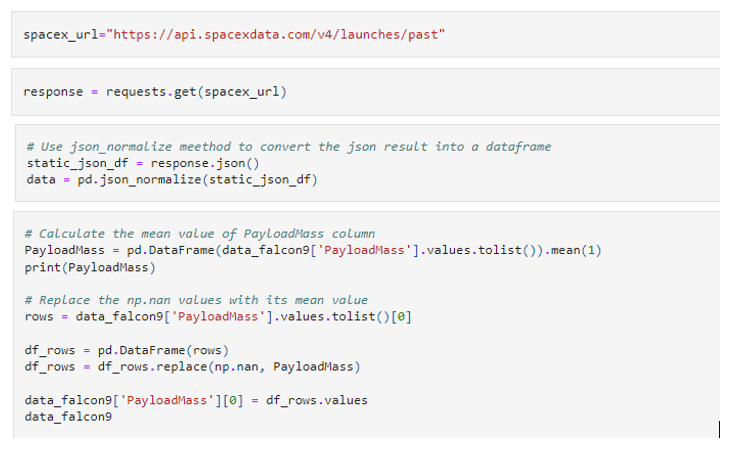 spacex_url="https://api.spacexdata.com/v4/launches/past"
response = requests.get(spacex_url)
# Use json_normalize meethod to convert the json result into a dataframe
static_json_df = response.json()
data = pd.json_normalize(static_json_df)
# Calculate the mean value of PayloadMass column
PayloadMass = pd.DataFrame(data_falcon9['PayloadMass'].values.tolist()).mean(1)
print(PayloadMass)
# Replace the np.nan values with its mean value
rows = data_falcon9['PayloadMass'].values.tolist()[0]
df_rows = pd.DataFrame(rows)
df_rows = df_rows.replace(np.nan, PayloadMass)
data_falcon9['PayloadMass'][0] = df_rows.values
data_falcon9